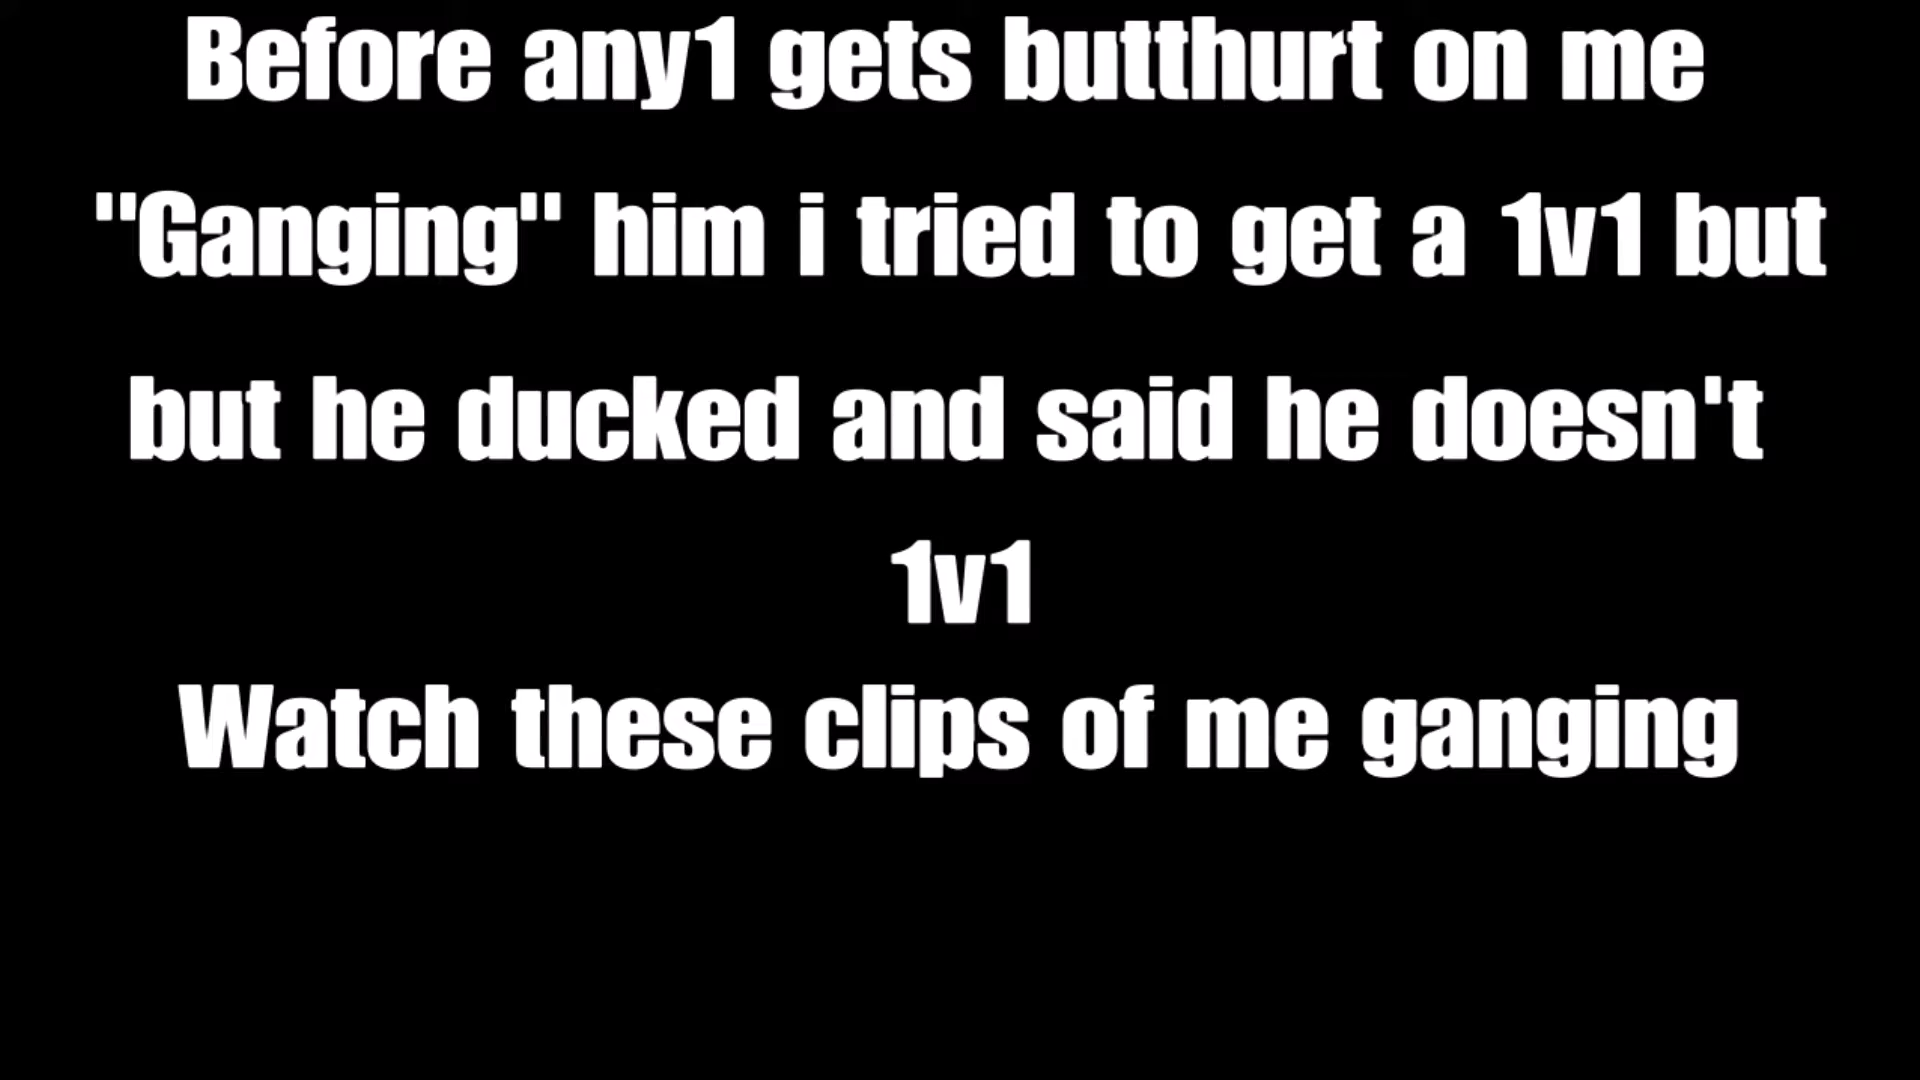 Before any1 gets butthurt on me
"Ganging" him i tried to get a 1v1 but
but he ducked and said he doesn't
1v1
Watch these clips of me ganging